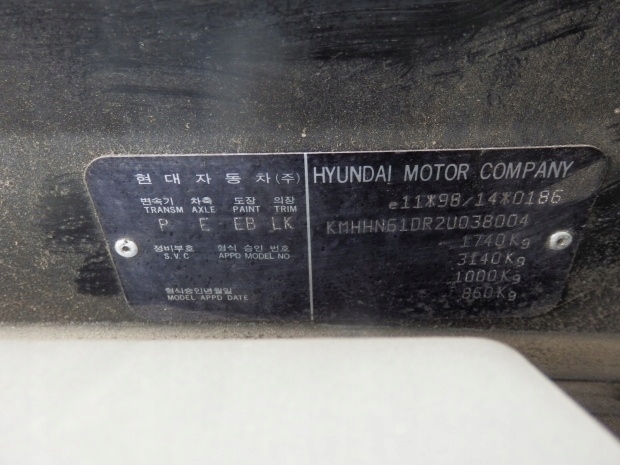 현 대 자 동 차 (주)
변속기 차축 도장 의장
TRANSM AXLE PAINT TRIM
P E EB LK
정비부호 형식 승인 번호
S.V.C APPD MODEL NO
형식승인년월일
MODEL APPD DATE
HYUNDAI MOTOR COMPANY
e11*98/14*0186
KMHHN61DR2U038004
1740Kg
3140Kg
1000Kg
860Kg